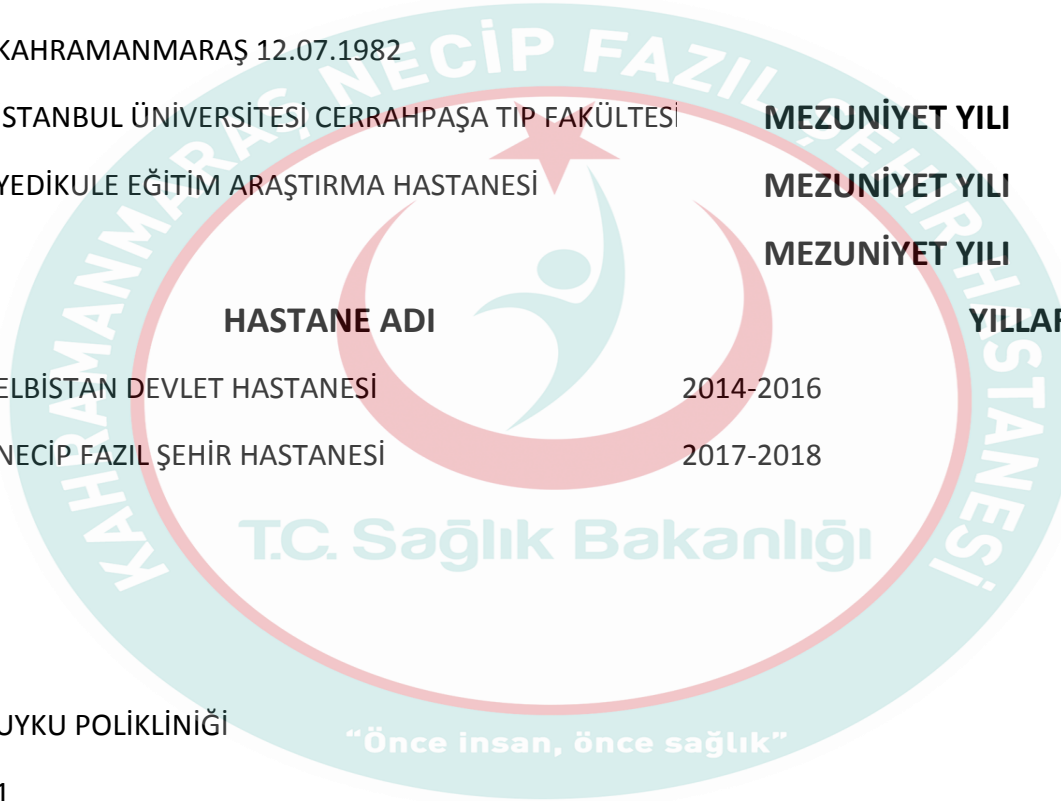 KAHRAMANMARAŞ 12.07.1982
İSTANBUL ÜNİVERSİTESİ CERRAHPAŞA TIP FAKÜLTESİ MEZUNİYET YILI
YEDİKULE EĞİTİM ARAŞTIRMA HASTANESİ MEZUNİYET YILI
MEZUNİYET YILI
HASTANE ADI YILLAR
ELBİSTAN DEVLET HASTANESİ 2014-2016
NECİP FAZIL ŞEHİR HASTANESİ 2017-2018
UYKU POLİKLİNİĞİ
1
KAHRAMANMARAŞ NECİP FAZIL ŞEHİR HASTANESİ
T.C. Sağlık Bakanlığı
“Önce insan, önce sağlık”